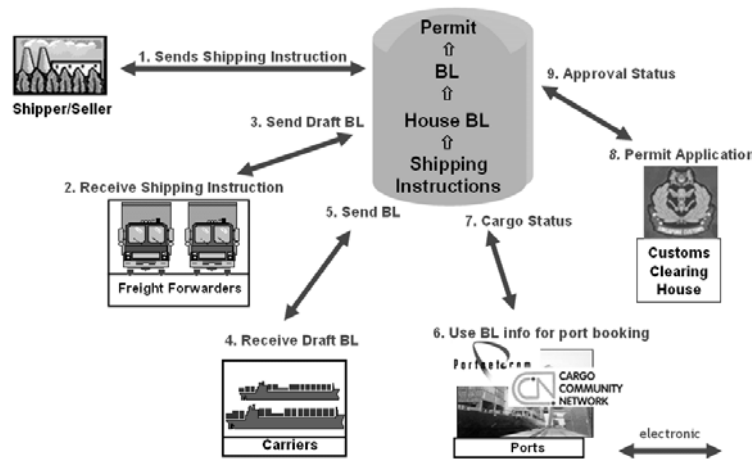 Permit
1. Sends Shipping Instruction
BL
9. Approval Status
Shipper/Seller
3. Send Draft BL
House BL
8. Permit Application
Shipping
Instructions
2. Receive Shipping Instruction
5. Send BL
7. Cargo Status
Customs
Clearing
House
Freight Forwarders
4. Receive Draft BL
6. Use BL info for port booking
CARGO
COMMUNITY
NETWORK
electronic
Carriers
Ports